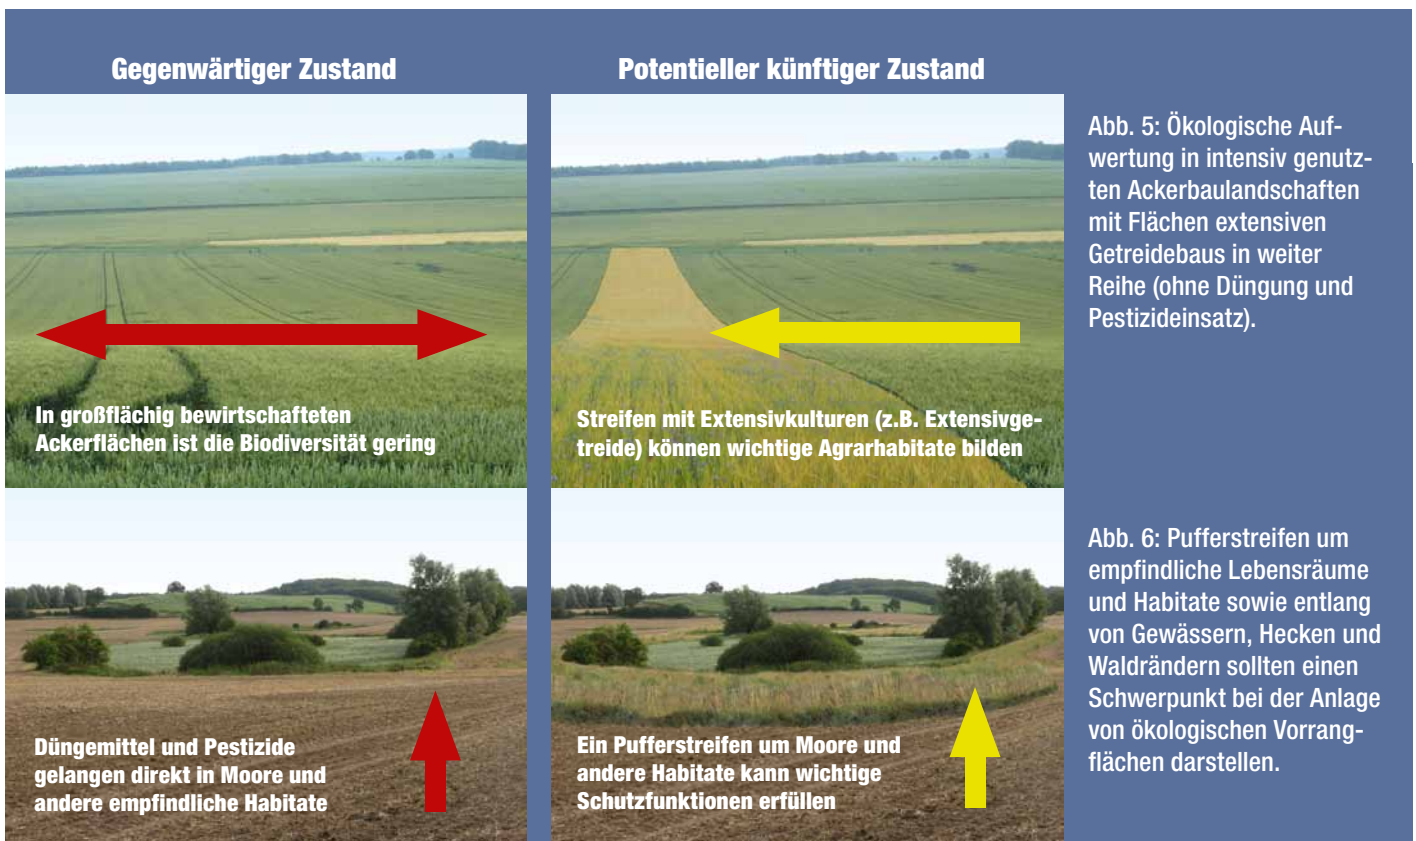 Gegenwärtiger Zustand
Potentieller künftiger Zustand
In großflächig bewirtschafteten
Ackerflächen ist die Biodiversität gering
Streifen mit Extensivkulturen (z.B. Extensivge-
treide) können wichtige Agrarhabitate bilden
Abb. 5: Ökologische Auf-
wertung in intensiv genutz-
ten Ackerbaulandschaften
mit Flächen extensiven
Getreidebaus in weiter
Reihe (ohne Düngung und
Pestizideinsatz).
Düngemittel und Pestizide
gelangen direkt in Moore und
andere empfindliche Habitate
Ein Pufferstreifen um Moore und
andere Habitate kann wichtige
Schutzfunktionen erfüllen
Abb. 6: Pufferstreifen um
empfindliche Lebensräume
und Habitate sowie entlang
von Gewässern, Hecken und
Waldrändern sollten einen
Schwerpunkt bei der Anlage
von ökologischen Vorrang-
flächen darstellen.